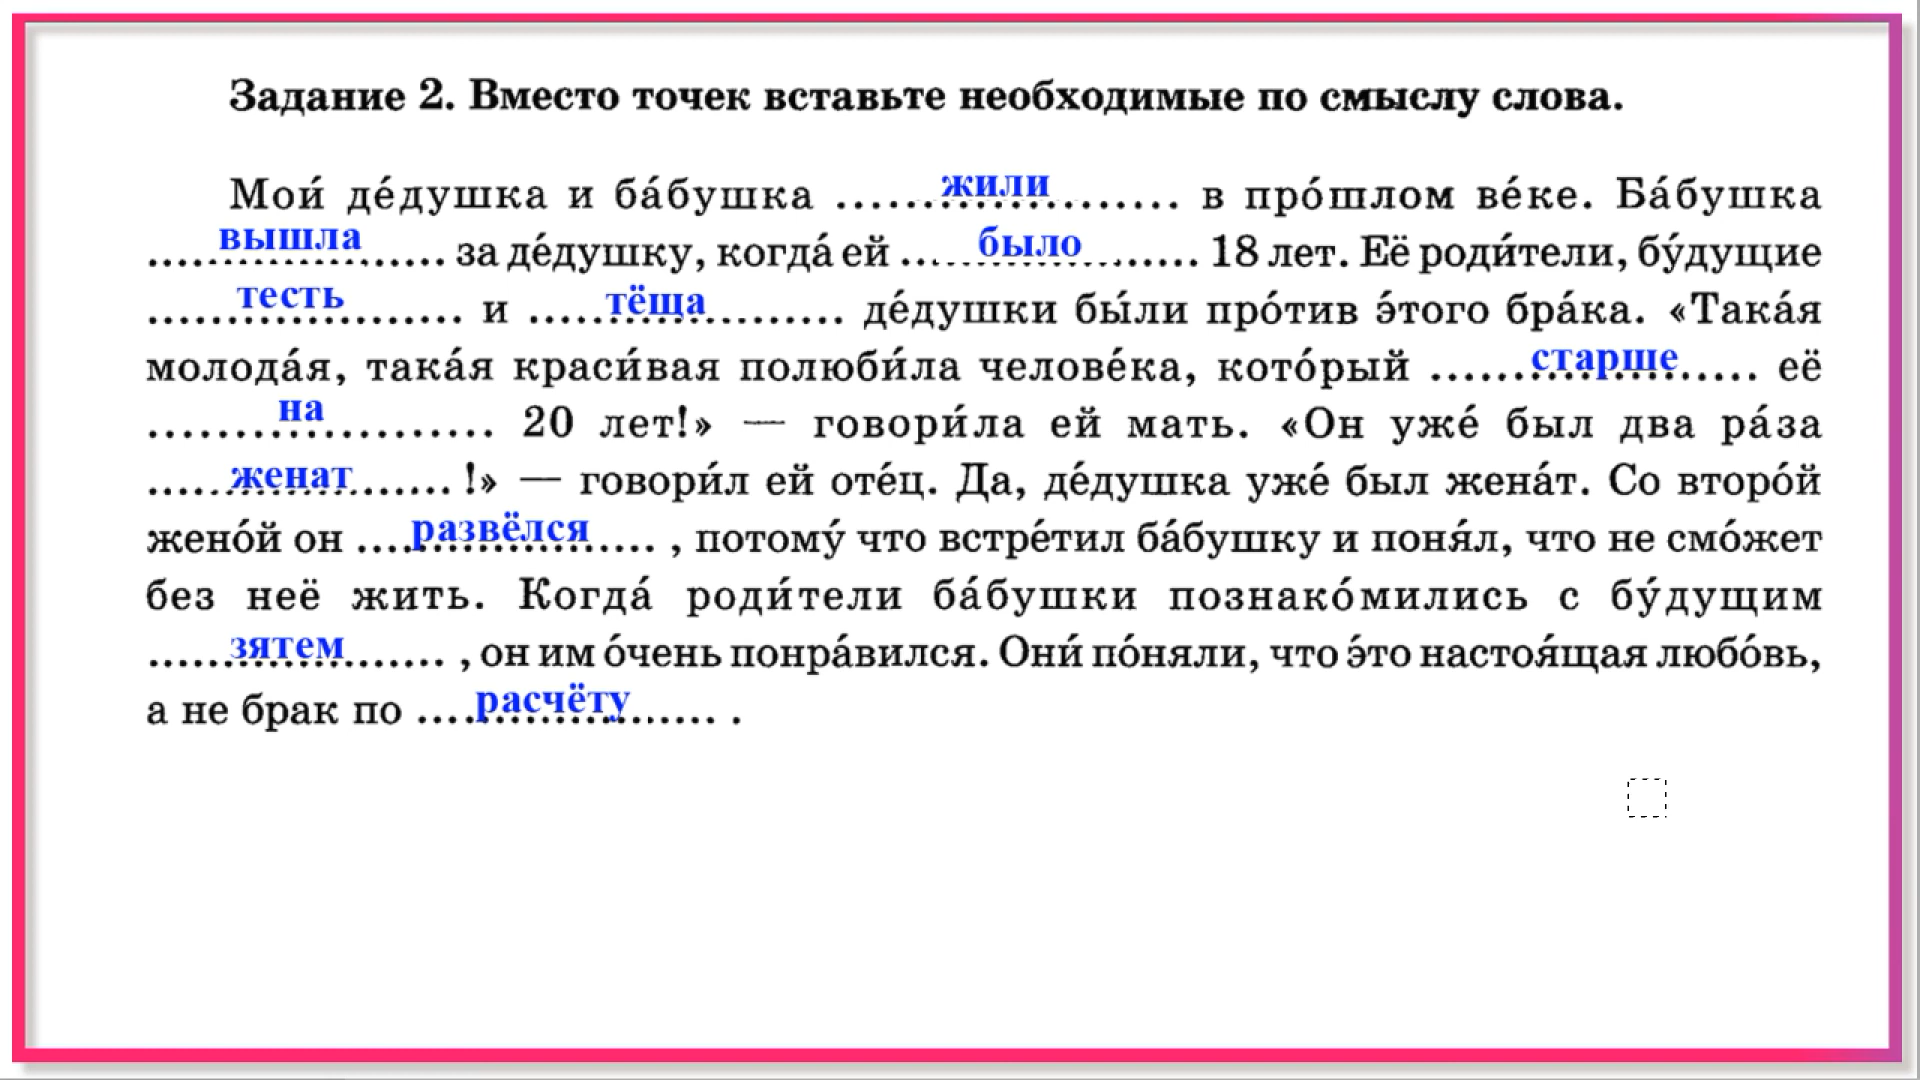 Задание 2. Вместо точек вставьте необходимые по смыслу слова.
Мои́ де́душка и ба́бушка ....жили.... в про́шлом ве́ке. Ба́бушка
....вышла.... за де́душку, когда́ ей ....было.... 18 лет. Её роди́тели, бу́дущие
....тесть.... и ....тёща.... де́душки бы́ли про́тив э́того бра́ка. «Така́я
молода́я, така́я краси́вая полюби́ла челове́ка, кото́рый ....старше.... её
....на.... 20 лет!» — говори́ла ей мать. «Он уже́ был два ра́за
....женат.... !» — говори́л ей оте́ц. Да, де́душка уже́ был жена́т. Со второ́й
жено́й он ....развёлся.... , потому́ что встре́тил ба́бушку и поня́л, что не смо́жет
без неё жить. Когда́ роди́тели ба́бушки познако́мились с бу́дущим
....зятем.... , он им о́чень понра́вился. Они́ по́няли, что э́то настоя́щая любо́вь,
а не брак по ....расчёту.... .